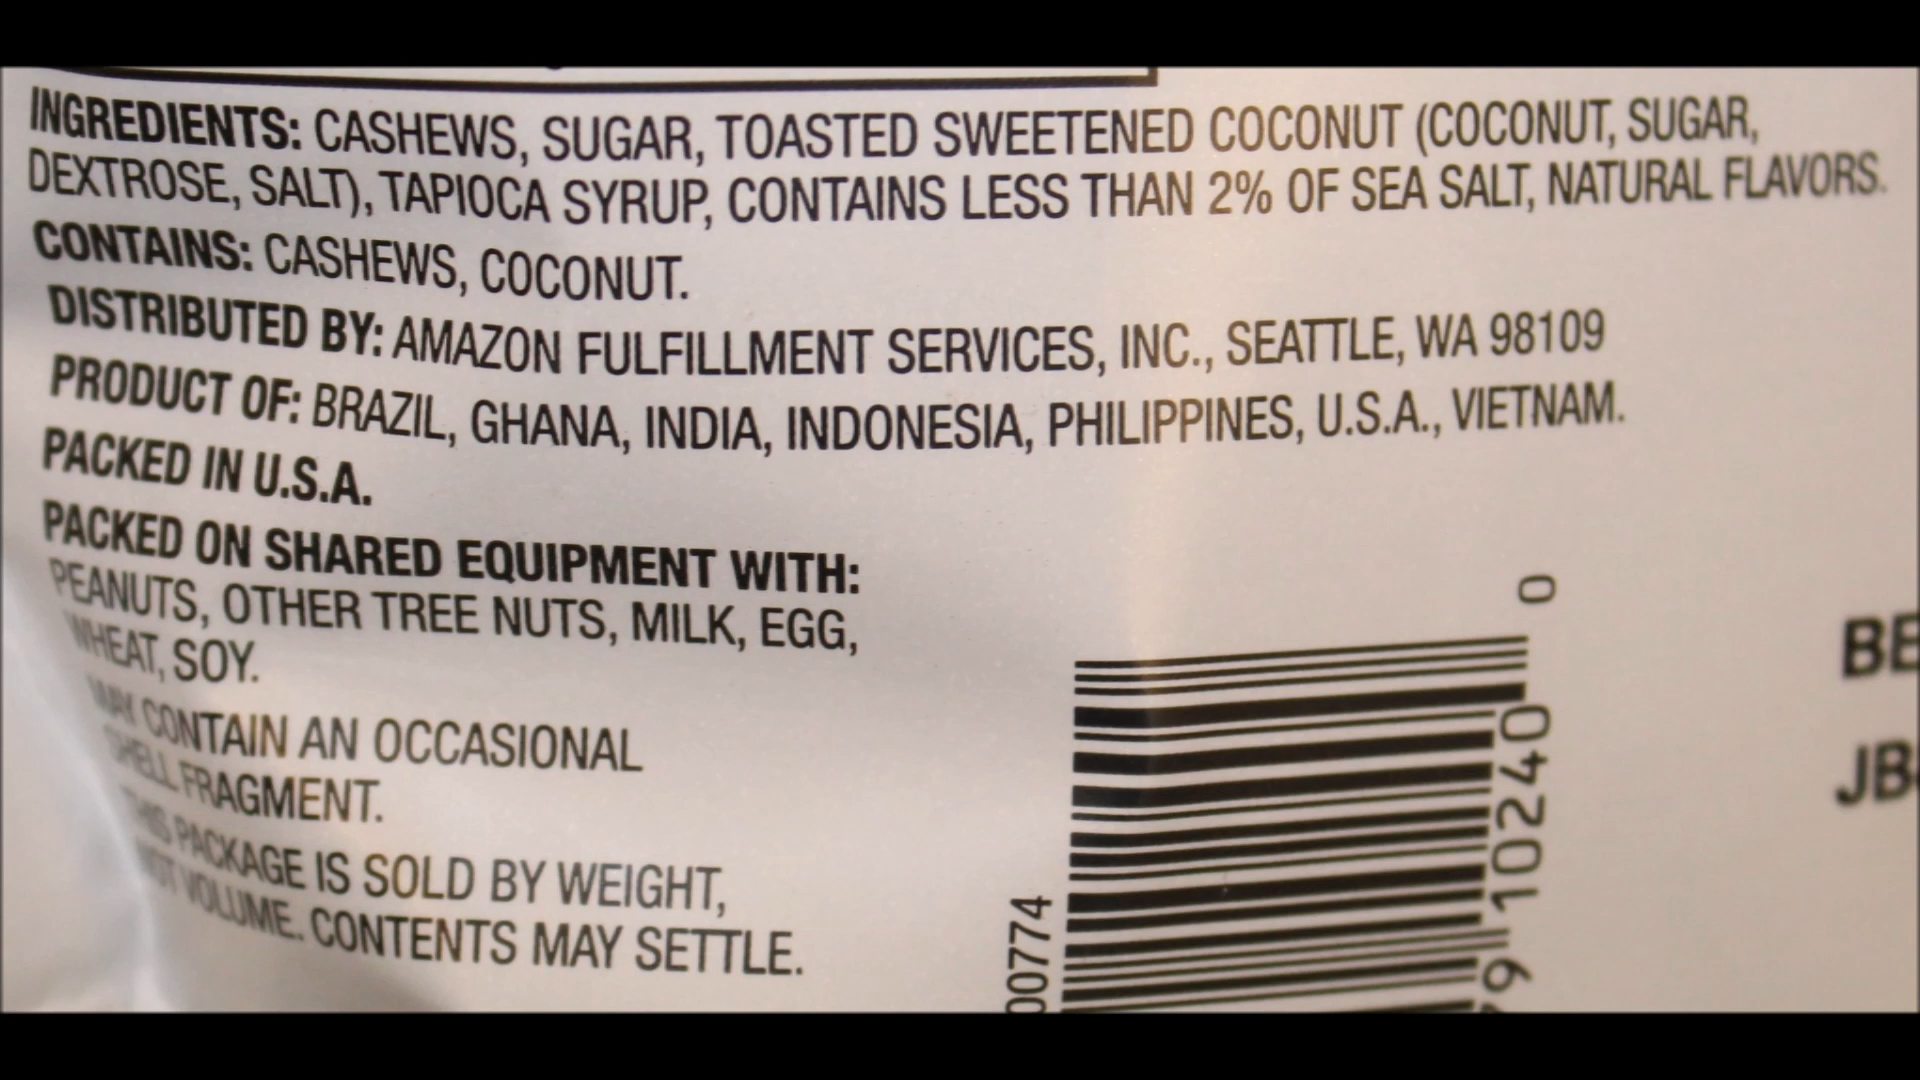 INGREDIENTS: CASHEWS, SUGAR, TOASTED SWEETENED COCONUT (COCONUT, SUGAR,
DEXTROSE, SALT), TAPIOCA SYRUP, CONTAINS LESS THAN 2% OF SEA SALT, NATURAL FLAVORS.
CONTAINS: CASHEWS, COCONUT.
DISTRIBUTED BY: AMAZON FULFILLMENT SERVICES, INC., SEATTLE, WA 98109
PRODUCT OF: BRAZIL, GHANA, INDIA, INDONESIA, PHILIPPINES, U.S.A., VIETNAM.
PACKED IN U.S.A.
PACKED ON SHARED EQUIPMENT WITH:
PEANUTS, OTHER TREE NUTS, MILK, EGG,
WHEAT, SOY.
MAY CONTAIN AN OCCASIONAL
SHELL FRAGMENT.
THIS PACKAGE IS SOLD BY WEIGHT,
NOT VOLUME. CONTENTS MAY SETTLE.
00774
9 10240
0
BE
JB